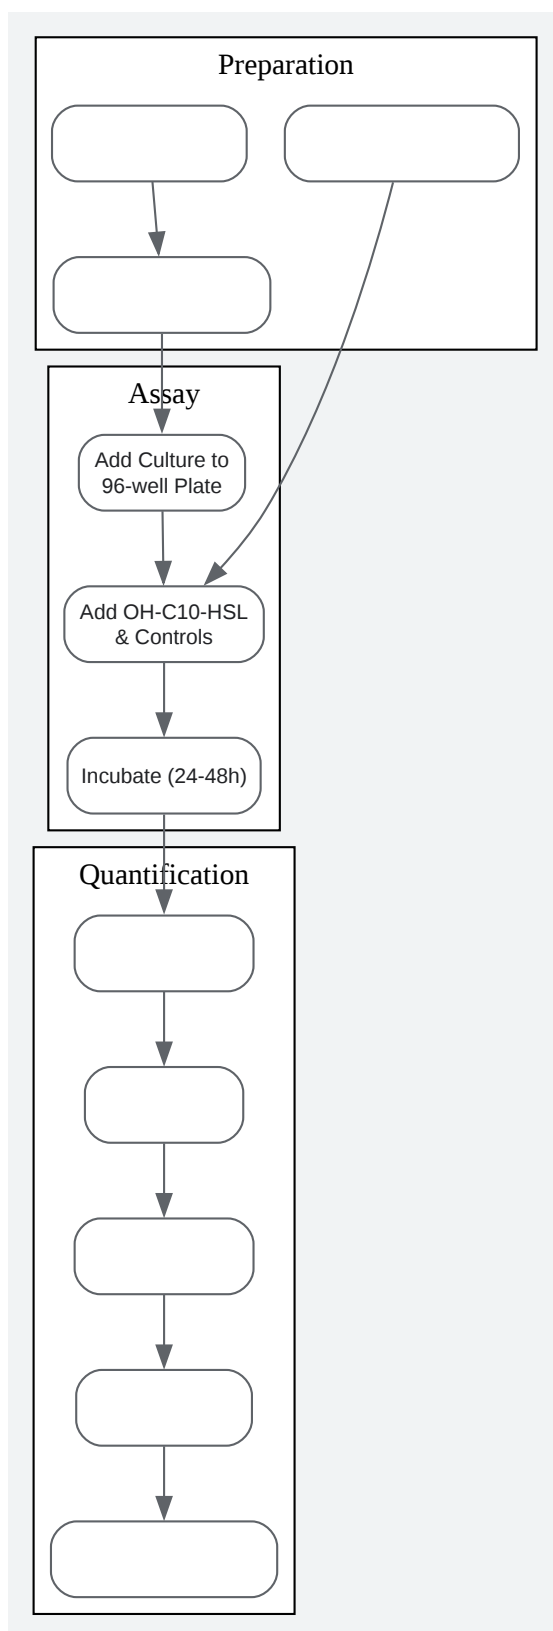 Preparation
Assay
Add Culture to
96-well Plate
Add OH-C10-HSL
& Controls
Incubate (24-48h)
Quantification